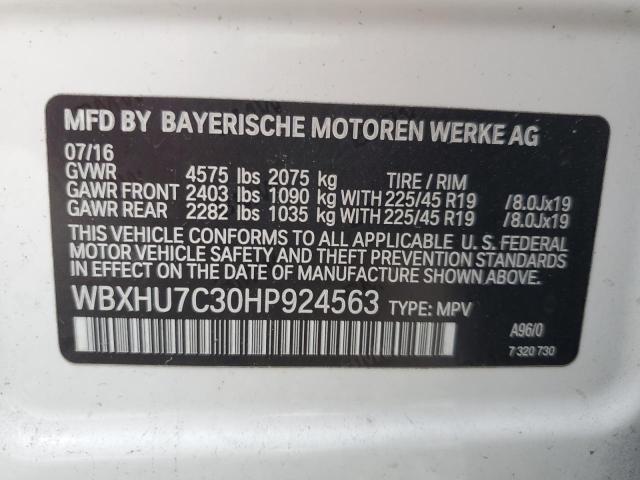 MFD BY BAYERISCHE MOTOREN WERKE AG
07/16
GVWR 4575 lbs 2075 kg TIRE / RIM
GAWR FRONT 2403 lbs 1090 kg WITH 225/45 R19 /8.0Jx19
GAWR REAR 2282 lbs 1035 kg WITH 225/45 R19 /8.0Jx19
THIS VEHICLE CONFORMS TO ALL APPLICABLE U. S. FEDERAL
MOTOR VEHICLE SAFETY AND THEFT PREVENTION STANDARDS
IN EFFECT ON THE DATE OF MANUFACTURE SHOWN ABOVE.
WBXHU7C30HP924563 TYPE: MPV
A96/0
7 320 730